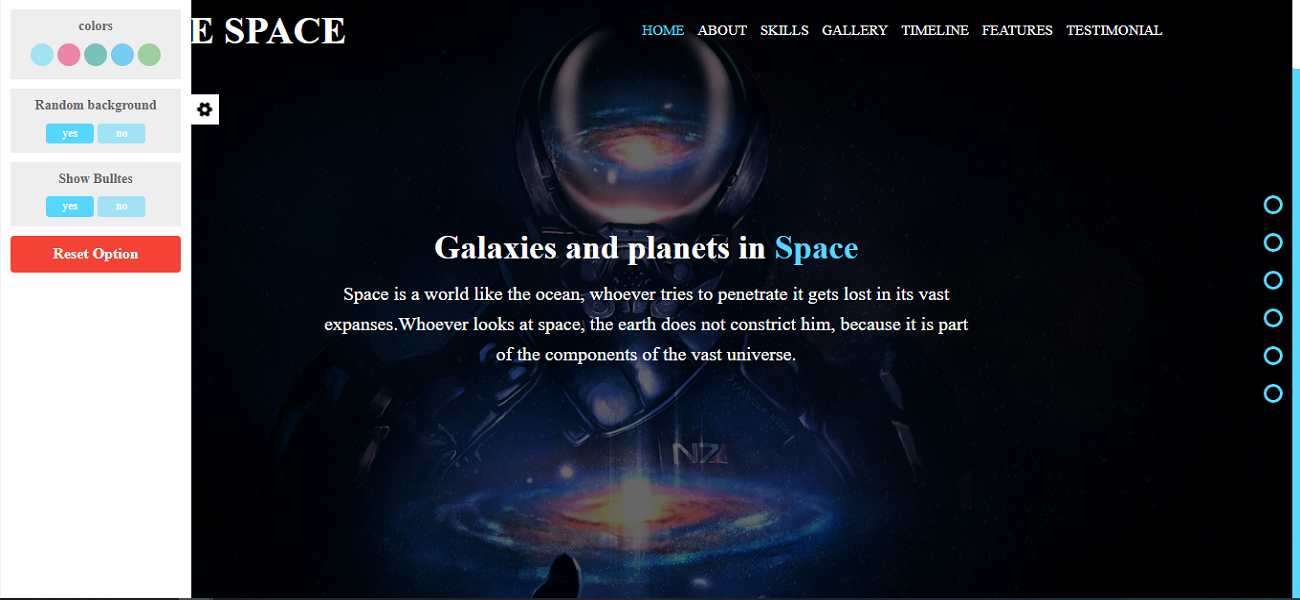 colors
Random background
yes no
Show Bulltes
yes no
Reset Option
E SPACE
HOME ABOUT SKILLS GALLERY TIMELINE FEATURES TESTIMONIAL
Galaxies and planets in Space
Space is a world like the ocean, whoever tries to penetrate it gets lost in its vast
expanses.Whoever looks at space, the earth does not constrict him, because it is part
of the components of the vast universe.
N7